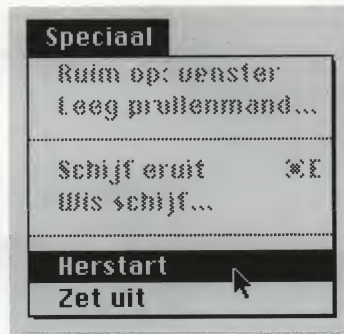 Speciaal
Ruim op: venster
Leeg prullenmand...
Schijf eruit ⌘E
Wis schijf...
Herstart
Zet uit